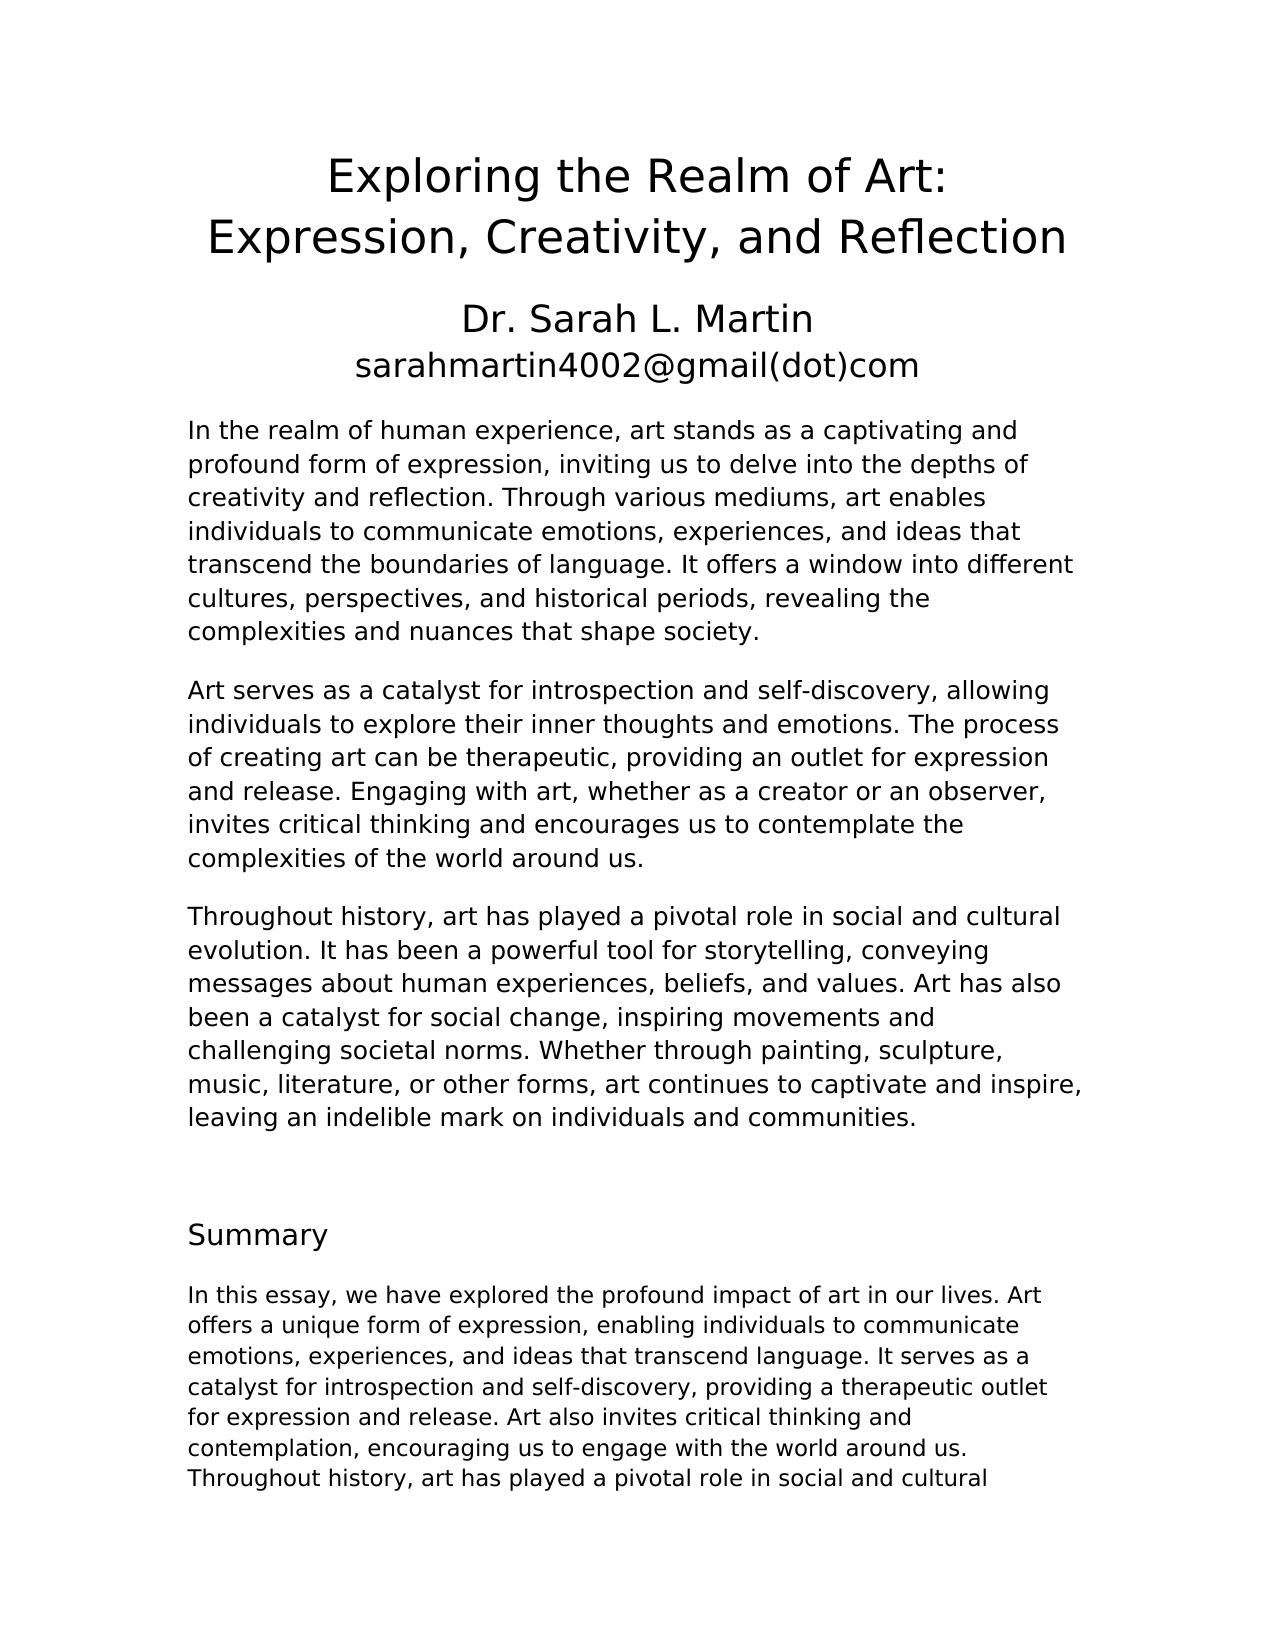 Exploring the Realm of Art:
Expression, Creativity, and Reflection
Dr. Sarah L. Martin
sarahmartin4002@gmail(dot)com
In the realm of human experience, art stands as a captivating and
profound form of expression, inviting us to delve into the depths of
creativity and reflection. Through various mediums, art enables
individuals to communicate emotions, experiences, and ideas that
transcend the boundaries of language. It offers a window into different
cultures, perspectives, and historical periods, revealing the
complexities and nuances that shape society.
Art serves as a catalyst for introspection and self-discovery, allowing
individuals to explore their inner thoughts and emotions. The process
of creating art can be therapeutic, providing an outlet for expression
and release. Engaging with art, whether as a creator or an observer,
invites critical thinking and encourages us to contemplate the
complexities of the world around us.
Throughout history, art has played a pivotal role in social and cultural
evolution. It has been a powerful tool for storytelling, conveying
messages about human experiences, beliefs, and values. Art has also
been a catalyst for social change, inspiring movements and
challenging societal norms. Whether through painting, sculpture,
music, literature, or other forms, art continues to captivate and inspire,
leaving an indelible mark on individuals and communities.
Summary
In this essay, we have explored the profound impact of art in our lives. Art
offers a unique form of expression, enabling individuals to communicate
emotions, experiences, and ideas that transcend language. It serves as a
catalyst for introspection and self-discovery, providing a therapeutic outlet
for expression and release. Art also invites critical thinking and
contemplation, encouraging us to engage with the world around us.
Throughout history, art has played a pivotal role in social and cultural